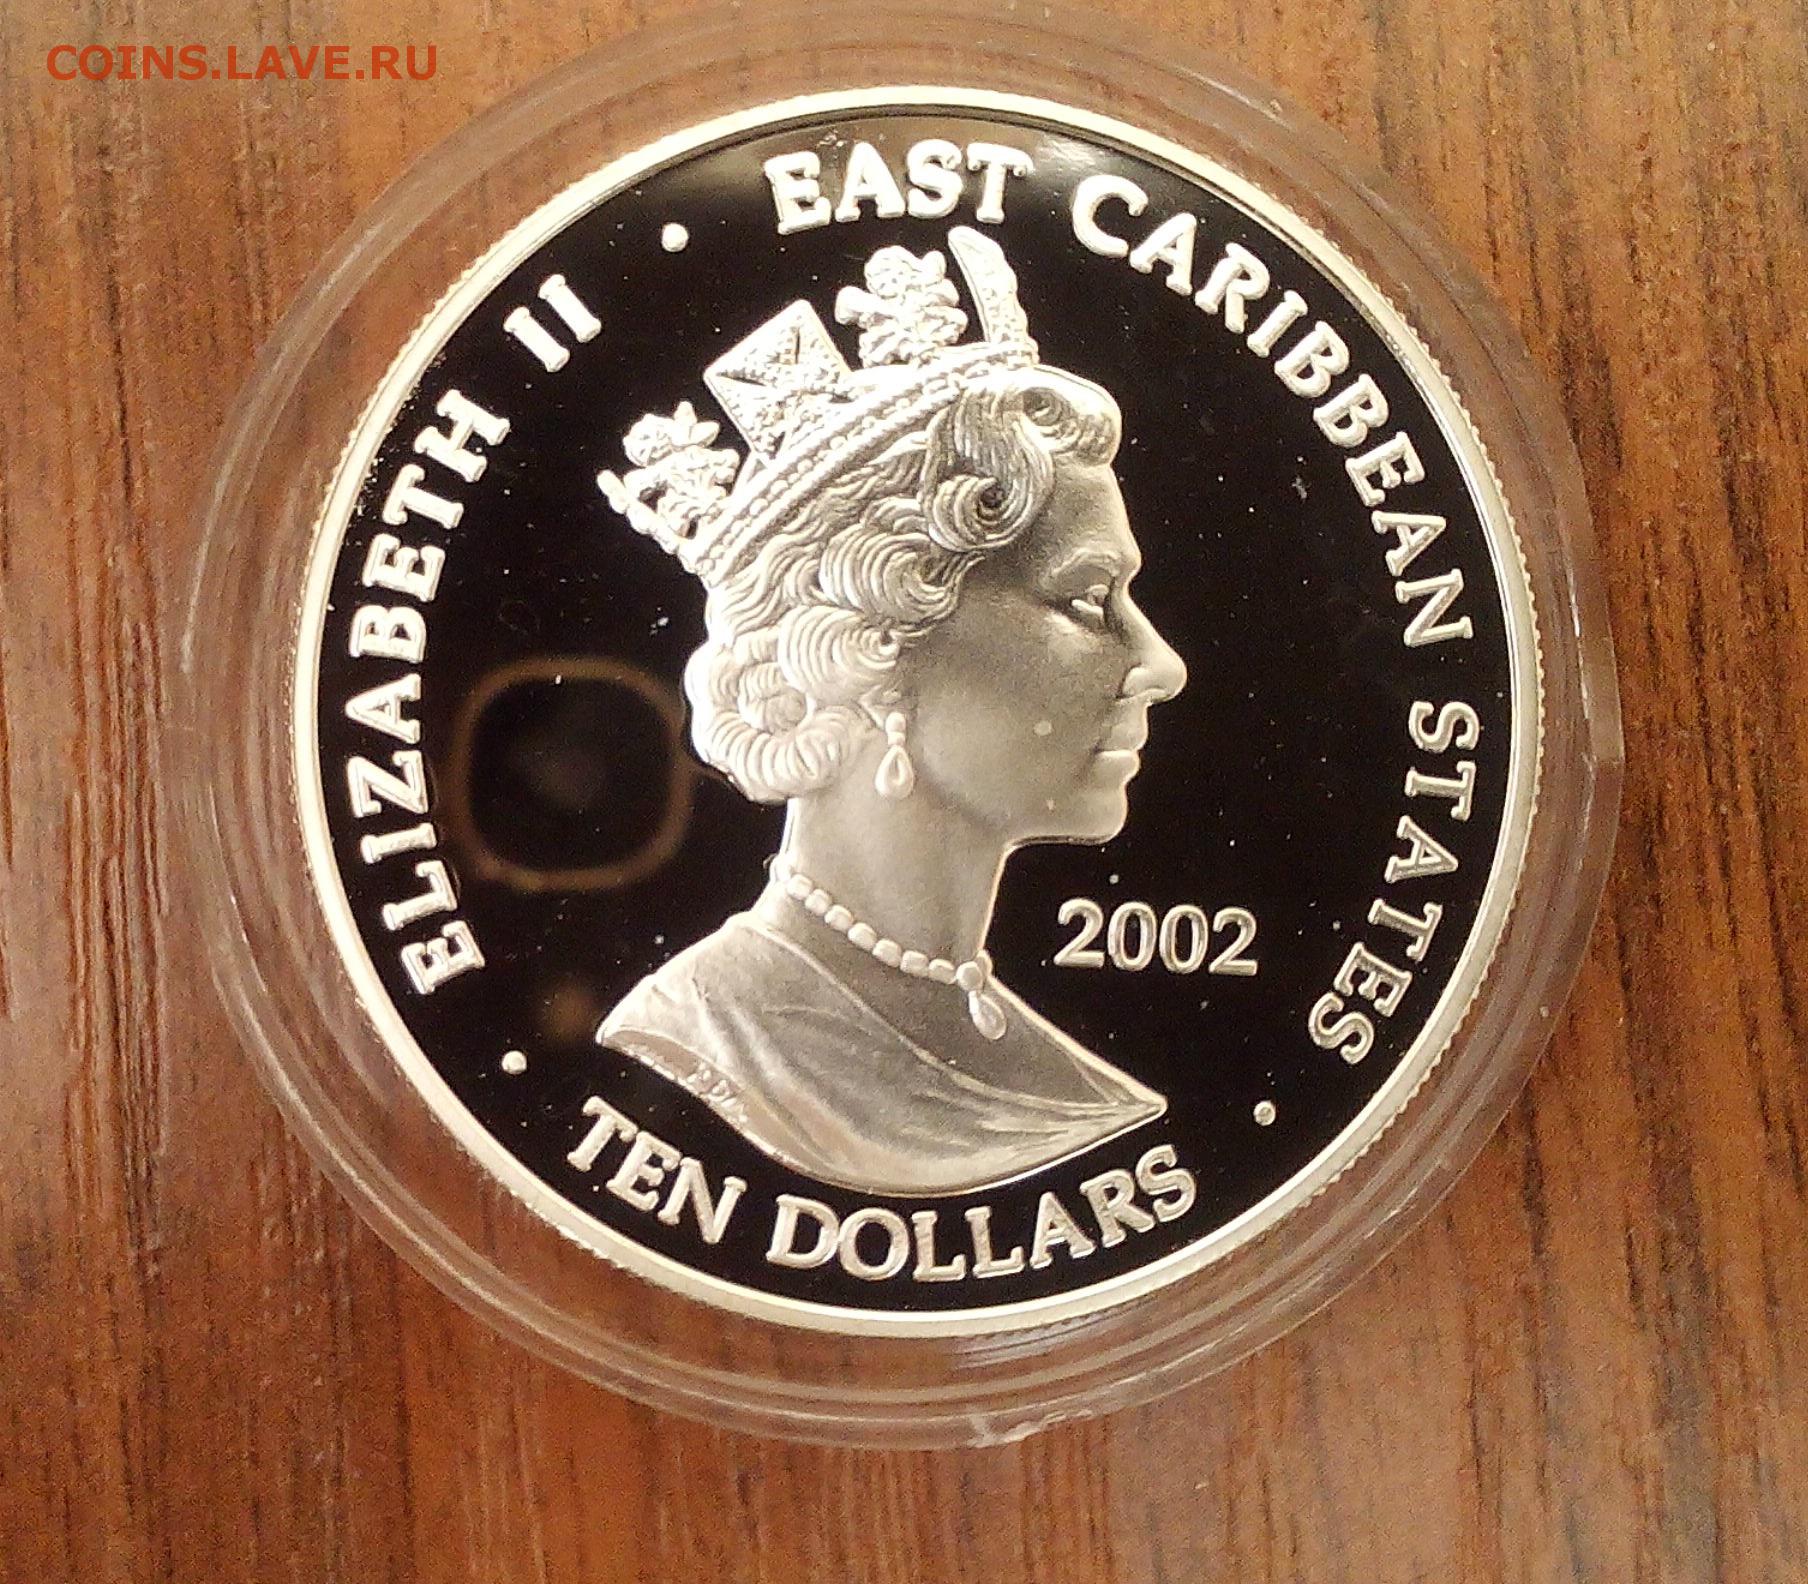 COINS.LAVE.RU
ELIZABETH II · EAST CARIBBEAN STATES
2002
· TEN DOLLARS ·